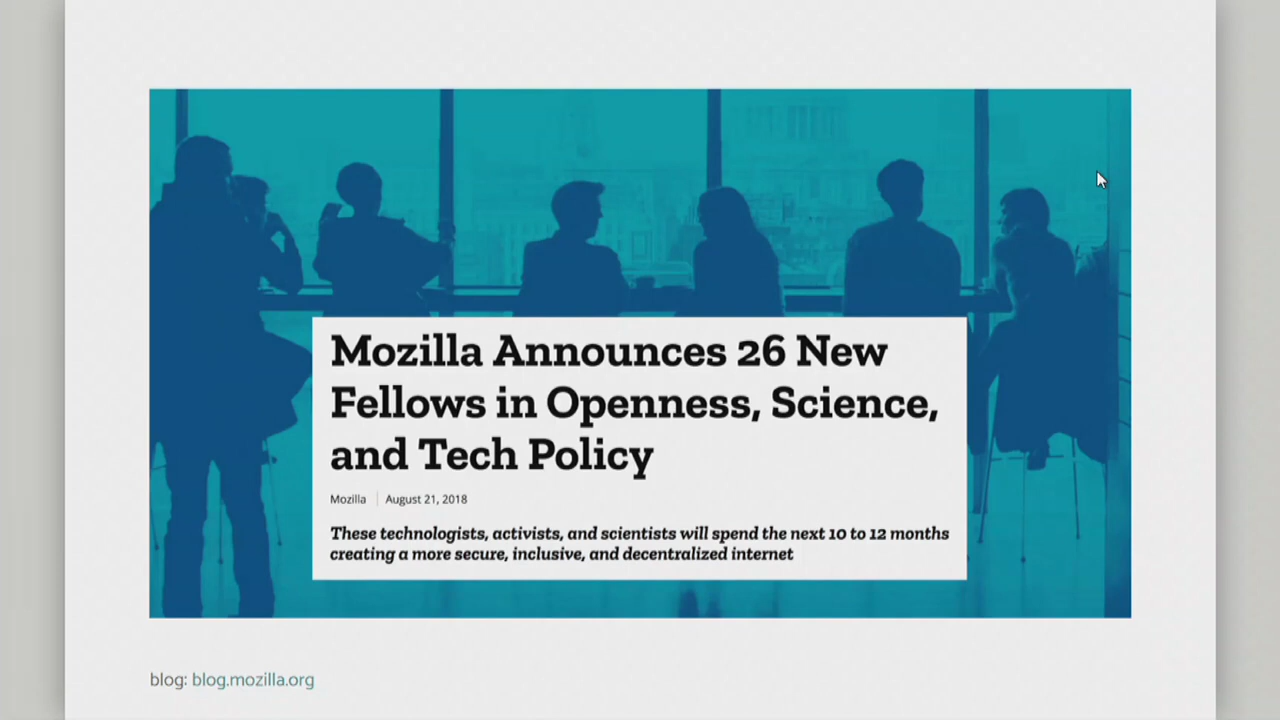 Mozilla Announces 26 New
Fellows in Openness, Science,
and Tech Policy
Mozilla | August 21, 2018
These technologists, activists, and scientists will spend the next 10 to 12 months
creating a more secure, inclusive, and decentralized internet
blog: blog.mozilla.org